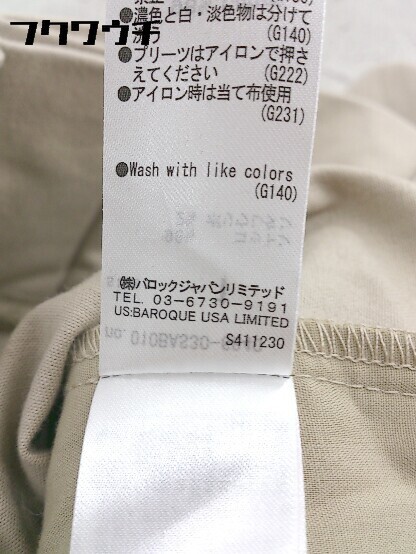 フクワウチ
●濃色と白・淡色物は分けて
洗う (G140)
●プリーツはアイロンで押さ
えてください (G222)
●アイロン時は当て布使用
(G231)
●Wash with like colors
(G140)
㈱バロックジャパンリミテッド
TEL. 03-6730-9191
US:BAROQUE USA LIMITED
S411230